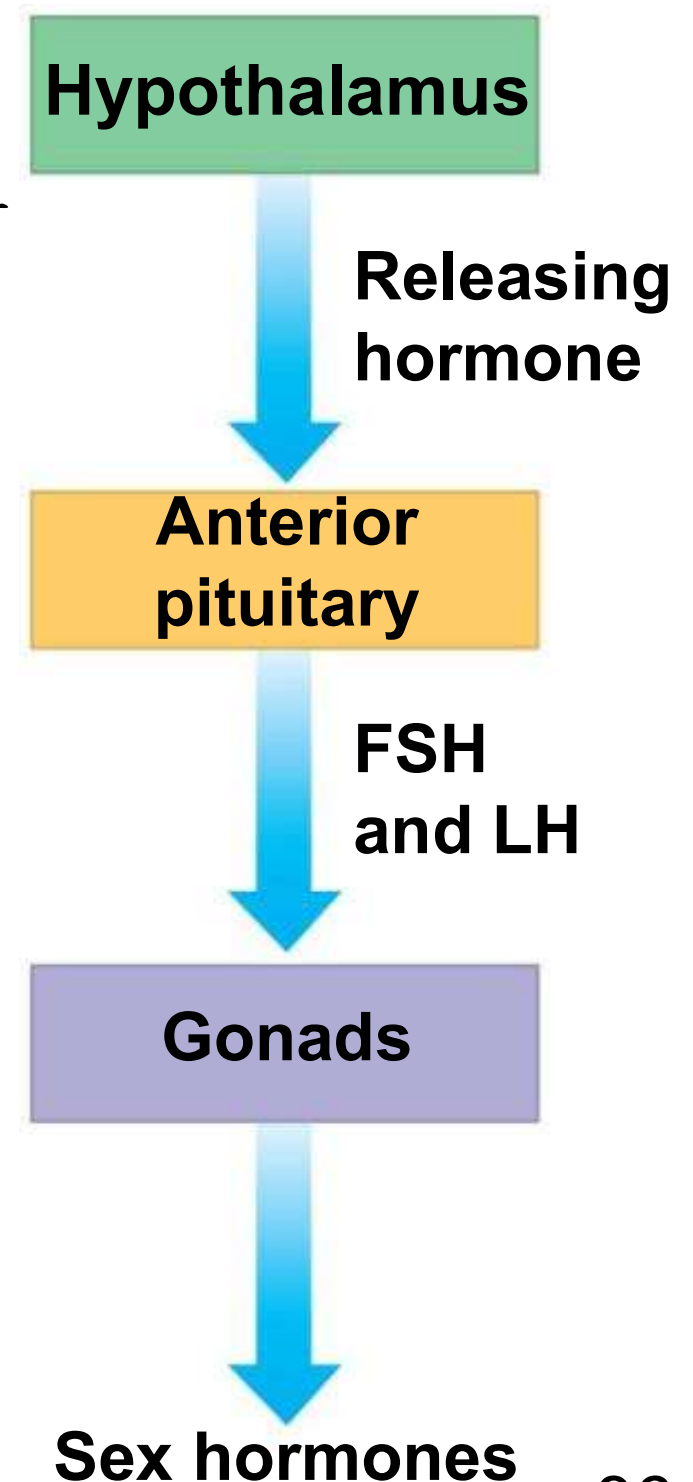 Hypothalamus
Releasing
hormone
Anterior
pituitary
FSH
and LH
Gonads
Sex hormones